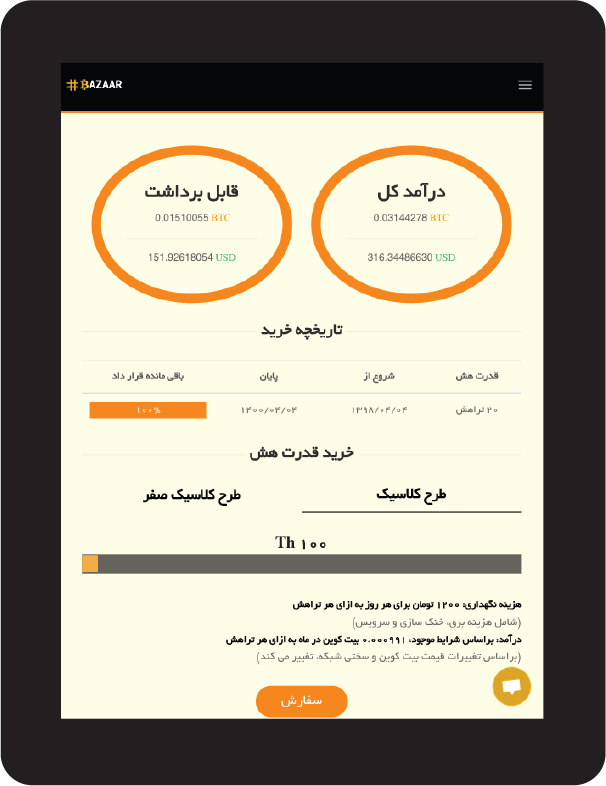 #BAZAAR
درآمد کل
0.03144278 BTC
316.34486630 USD
قابل برداشت
0.01510055 BTC
151.92618054 USD
تاریخچه خرید
قدرت هش شروع از پایان باقی مانده قرار داد
۲۰ تراهش ۱۳۹۸/۰۴/۰۴ ۱۴۰۰/۰۴/۰۴ ۱۰۰%
خرید قدرت هش
طرح کلاسیک طرح کلاسیک صفر
Th ۱۰۰
هزینه نگهداری: ۱۲۰۰ تومان برای هر روز به ازای هر تراهش
(شامل هزینه برق، خنک سازی و سرویس)
درآمد: براساس شرایط موجود، ۰.۰۰۰۹۹۱ بیت کوین در ماه به ازای هر تراهش
(براساس تغییرات قیمت بیت کوین و سختی شبکه، تغییر می کند)
سفارش